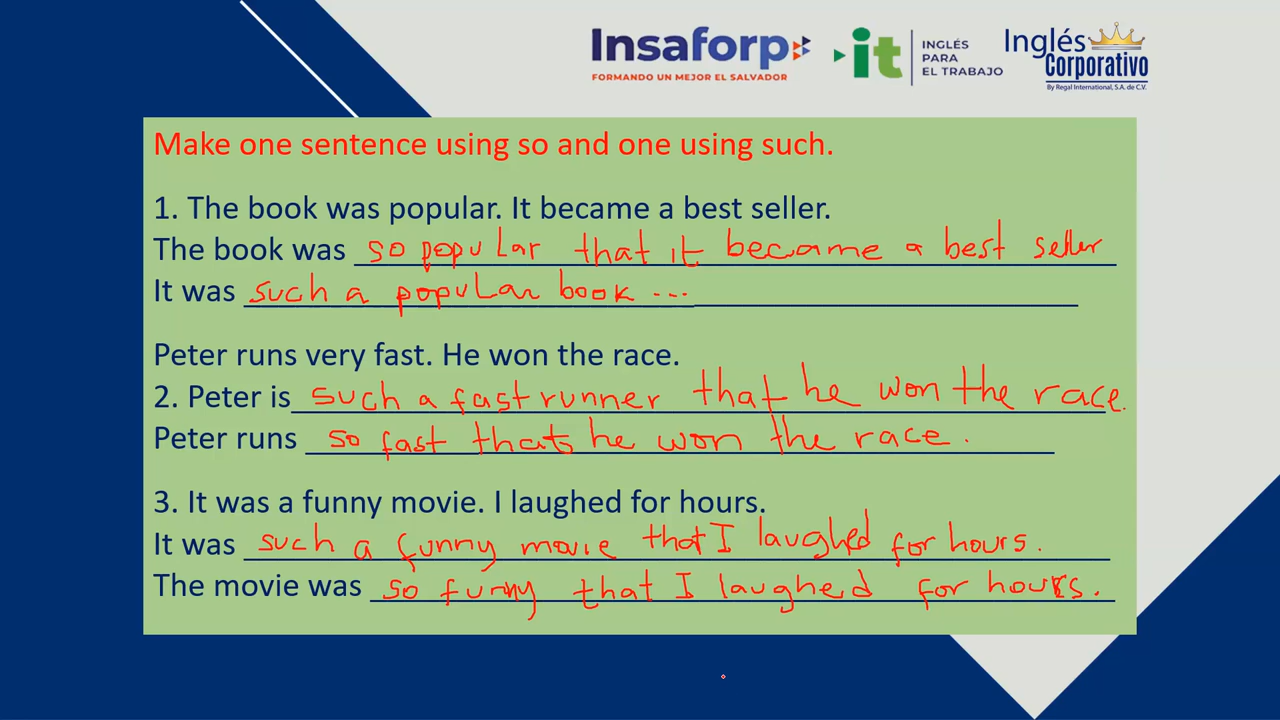 Insaforp
FORMANDO UN MEJOR EL SALVADOR
it
INGLÉS
PARA
EL TRABAJO
Inglés
Corporativo
By Regal International, S.A. de C.V.
Make one sentence using so and one using such.
1. The book was popular. It became a best seller.
The book was so popular that it became a best seller
It was such a popular book ...
Peter runs very fast. He won the race.
2. Peter is such a fast runner that he won the race.
Peter runs so fast thats he won the race.
3. It was a funny movie. I laughed for hours.
It was such a funny movie that I laughed for hours.
The movie was so funny that I laughed for hours.